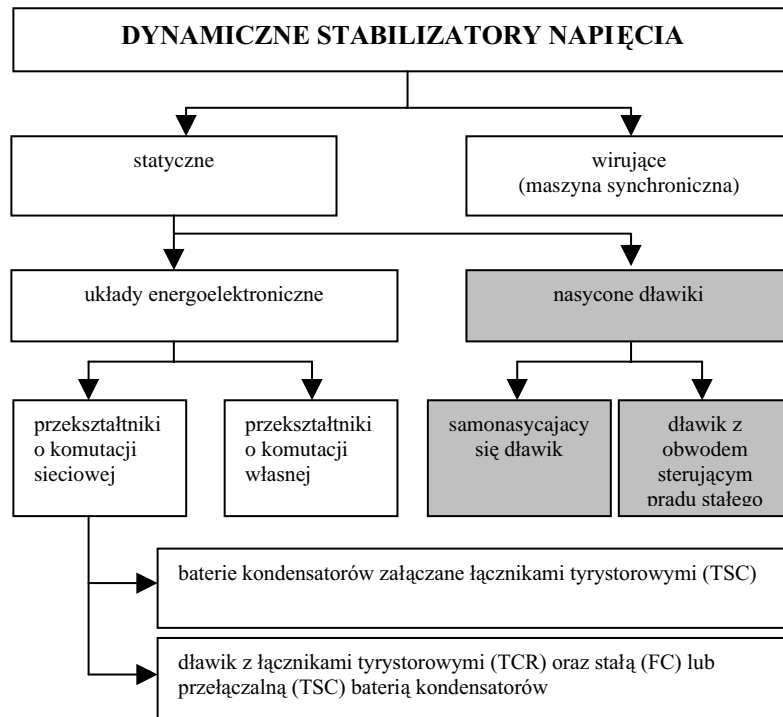 DYNAMICZNE STABILIZATORY NAPIĘCIA
statyczne
wirujące
(maszyna synchroniczna)
układy energoelektroniczne
nasycone dławiki
przekształtniki
o komutacji
sieciowej
przekształtniki
o komutacji
własnej
samonasycajacy
się dławik
dławik z
obwodem
sterującym
pradu stałego
baterie kondensatorów załączane łącznikami tyrystorowymi (TSC)
dławik z łącznikami tyrystorowymi (TCR) oraz stałą (FC) lub
przełączalną (TSC) baterią kondensatorów